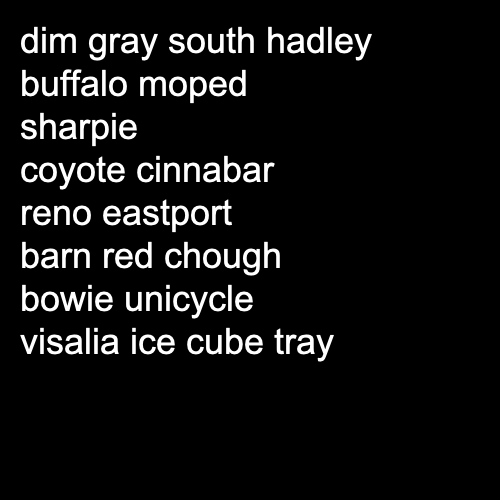 dim gray south hadley
buffalo moped
sharpie
coyote cinnabar
reno eastport
barn red chough
bowie unicycle
visalia ice cube tray